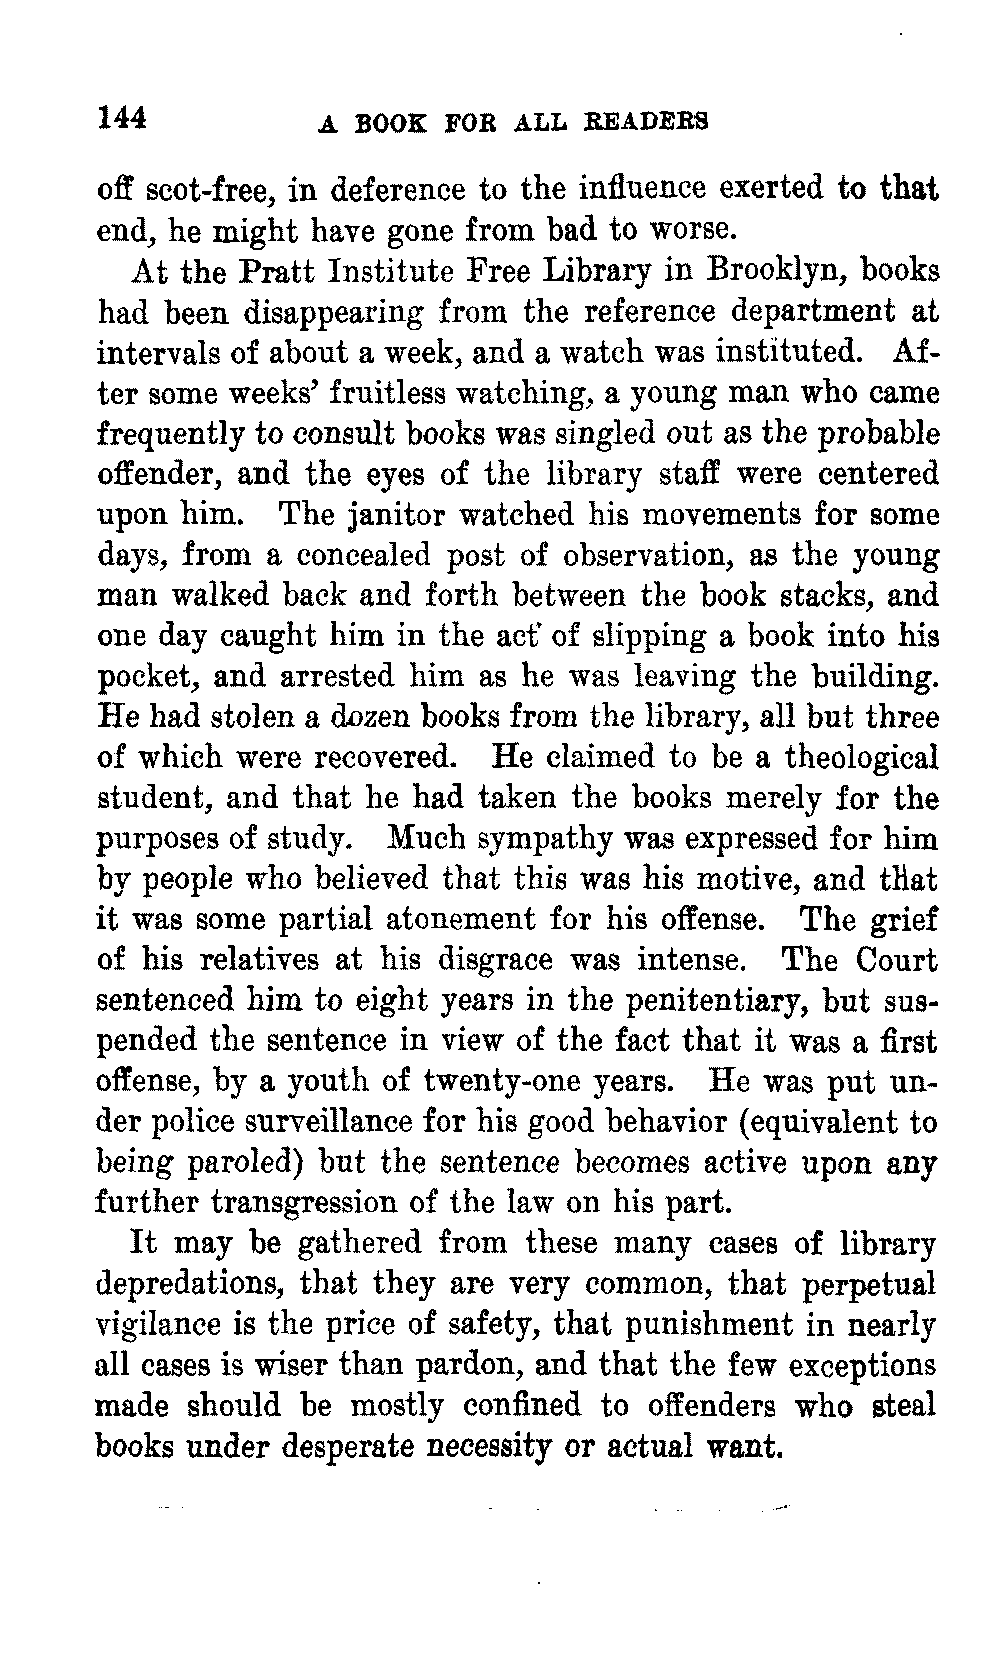 144
A BOOK FOR ALL READERS
off scot-free, in deference to the influence exerted to that
end, he might have gone from bad to worse.
At the Pratt Institute Free Library in Brooklyn, books
had been disappearing from the reference department at
intervals of about a week, and a watch was instituted. Af-
ter some weeks' fruitless watching, a young man who came
frequently to consult books was singled out as the probable
offender, and the eyes of the library staff were centered
upon him. The janitor watched his movements for some
days, from a concealed post of observation, as the young
man walked back and forth between the book stacks, and
one day caught him in the act of slipping a book into his
pocket, and arrested him as he was leaving the building.
He had stolen a dozen books from the library, all but three
of which were recovered. He claimed to be a theological
student, and that he had taken the books merely for the
purposes of study. Much sympathy was expressed for him
by people who believed that this was his motive, and that
it was some partial atonement for his offense. The grief
of his relatives at his disgrace was intense. The Court
sentenced him to eight years in the penitentiary, but sus-
pended the sentence in view of the fact that it was a first
offense, by a youth of twenty-one years. He was put un-
der police surveillance for his good behavior (equivalent to
being paroled) but the sentence becomes active upon any
further transgression of the law on his part.
It may be gathered from these many cases of library
depredations, that they are very common, that perpetual
vigilance is the price of safety, that punishment in nearly
all cases is wiser than pardon, and that the few exceptions
made should be mostly confined to offenders who steal
books under desperate necessity or actual want.